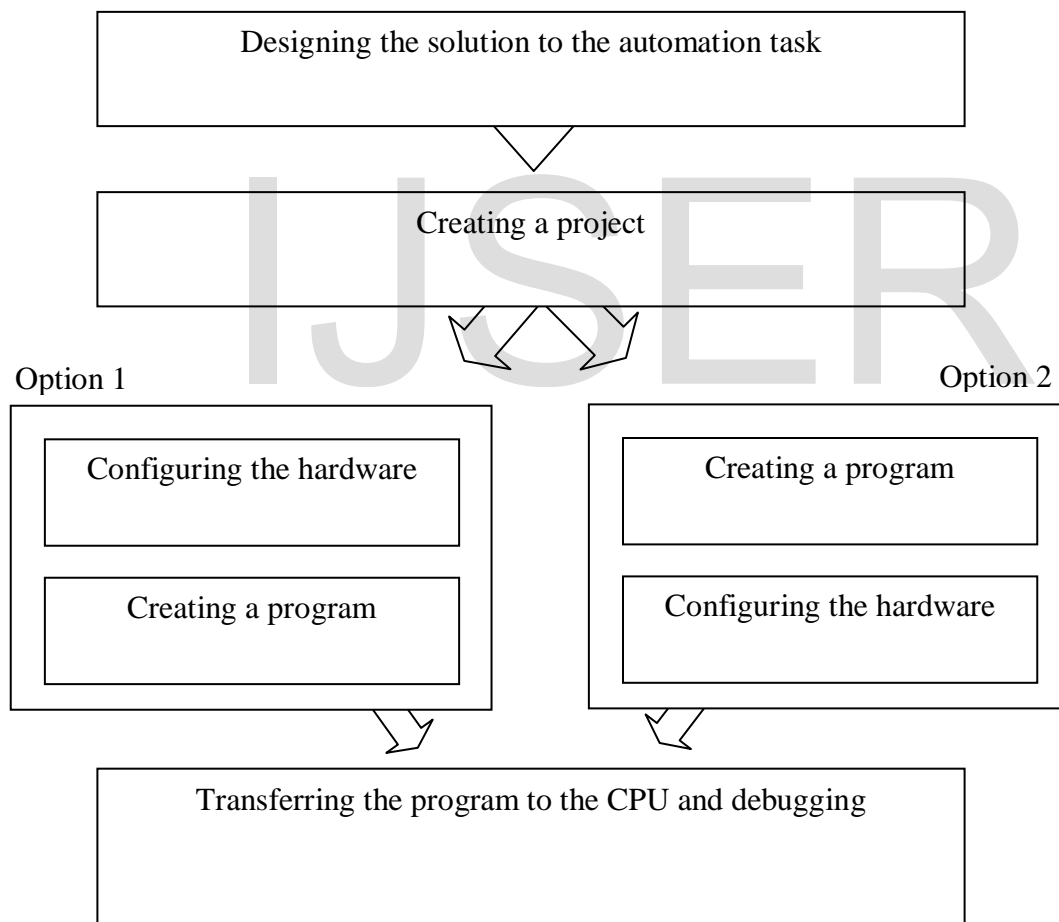 Designing the solution to the automation task
Creating a project
IJSER
Option 1
Option 2
Configuring the hardware
Creating a program
Creating a program
Configuring the hardware
Transferring the program to the CPU and debugging